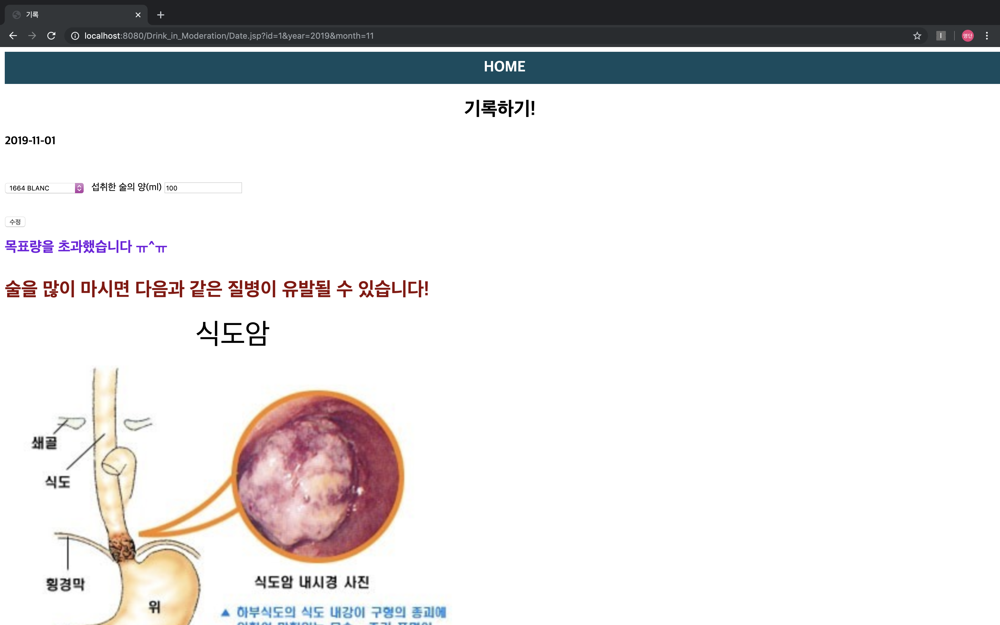 기록
localhost:8080/Drink_in_Moderation/Date.jsp?id=1&year=2019&month=11
영단
HOME
기록하기!
2019-11-01
1664 BLANC 섭취한 술의 양(ml) 100
수정
목표량을 초과했습니다 ㅠ^ㅠ
술을 많이 마시면 다음과 같은 질병이 유발될 수 있습니다!
식도암
쇄골
식도
횡경막
식도암 내시경 사진
위
▲ 하부식도의 식도 내강이 구형의 종괴에